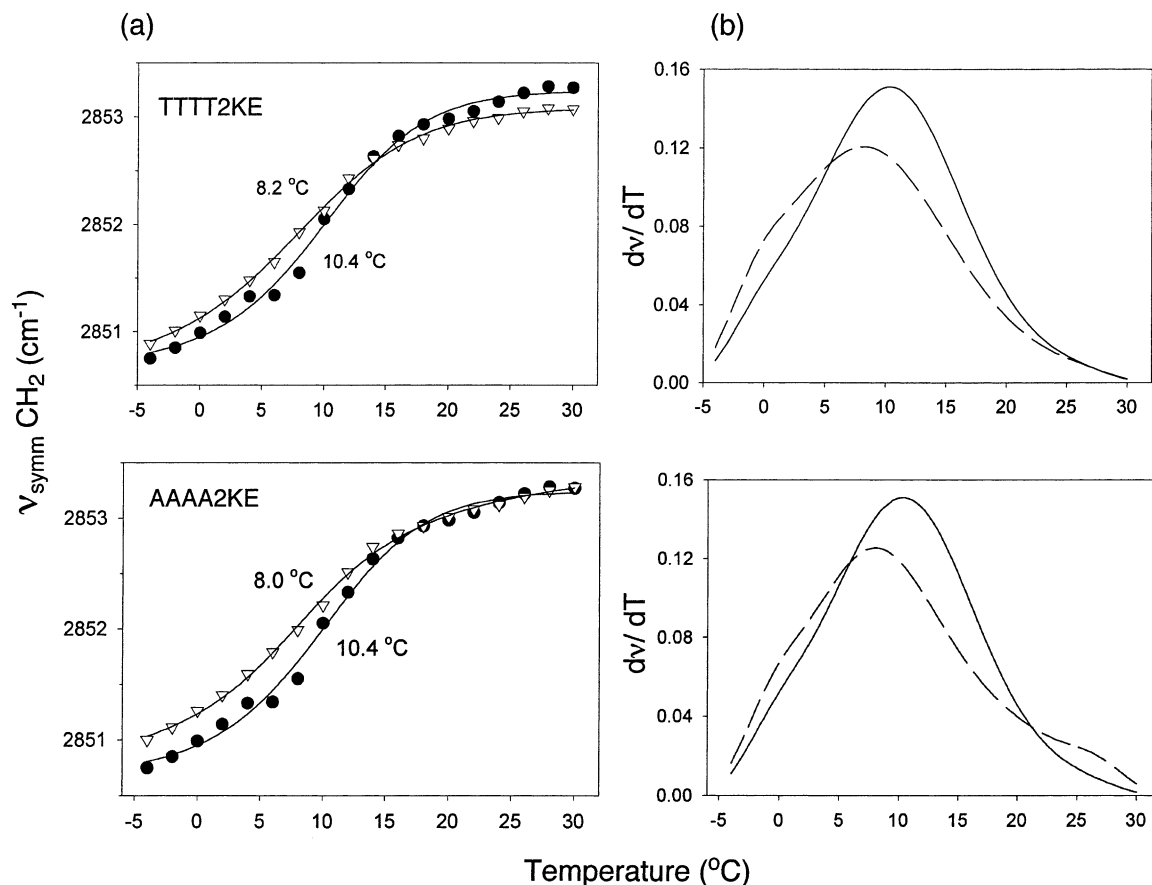 (a)
(b)
TTTT2KE
2853
2852
2851
8.2 °C
10.4 °C
-5 0 5 10 15 20 25 30
0.16
0.12
0.08
0.04
0.00
dν/ dT
-5 0 5 10 15 20 25 30
νsymm CH2 (cm-1)
AAAA2KE
2853
2852
2851
8.0 °C
10.4 °C
-5 0 5 10 15 20 25 30
0.16
0.12
0.08
0.04
0.00
dν/ dT
-5 0 5 10 15 20 25 30
Temperature (°C)